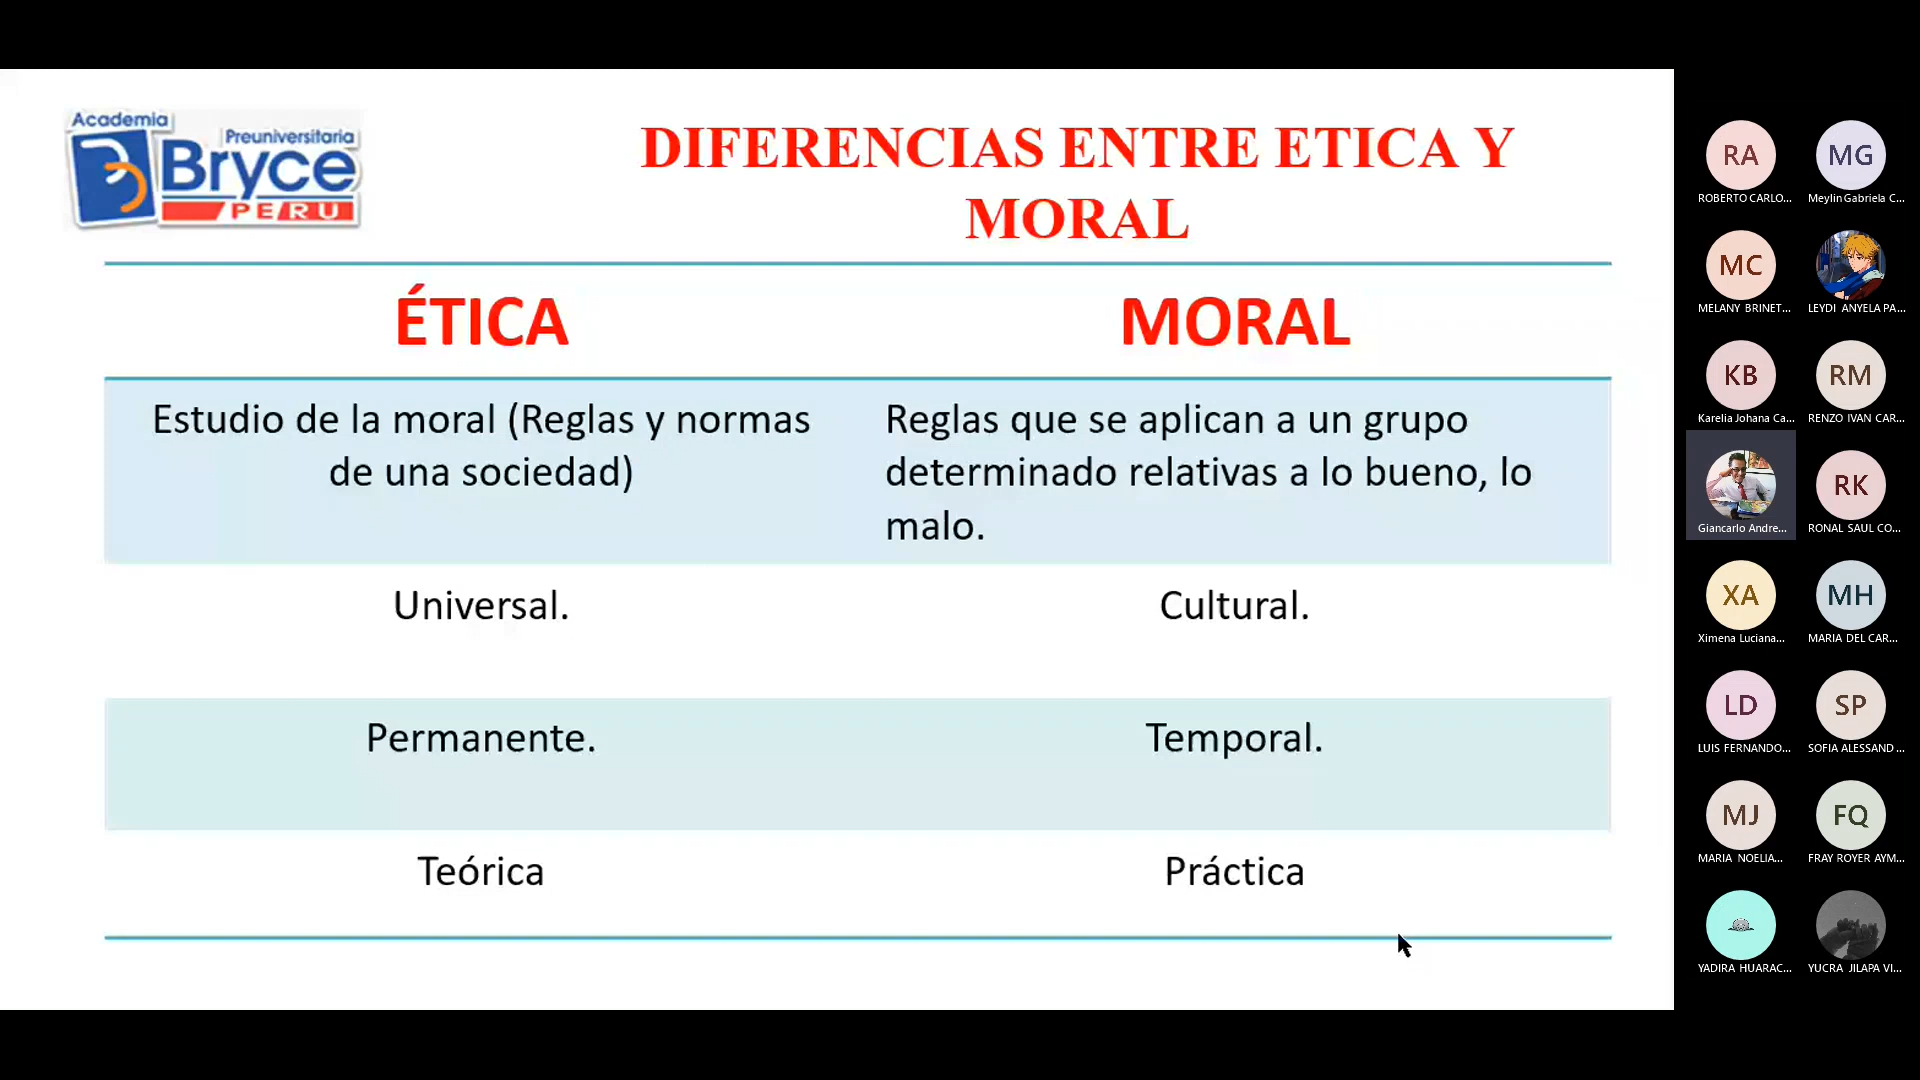 Academia
Preuniversitaria
Bryce
PERU
DIFERENCIAS ENTRE ETICA Y
MORAL
ÉTICA
MORAL
Estudio de la moral (Reglas y normas
de una sociedad)
Reglas que se aplican a un grupo
determinado relativas a lo bueno, lo
malo.
Universal.
Cultural.
Permanente.
Temporal.
Teórica
Práctica
RA
MG
ROBERTO CARLO...
Meylin Gabriela C...
MC
MELANY BRINET...
LEYDI ANYELA PA...
KB
RM
Karelia Johana Ca...
RENZO IVAN CAR...
RK
Giancarlo Andre...
RONAL SAUL CO...
XA
MH
Ximena Luciana...
MARIA DEL CAR...
LD
SP
LUIS FERNANDO...
SOFIA ALESSAND...
MJ
FQ
MARIA NOELIA...
FRAY ROYER AYM...
YADIRA HUARAC...
YUCRA JILAPA VI...